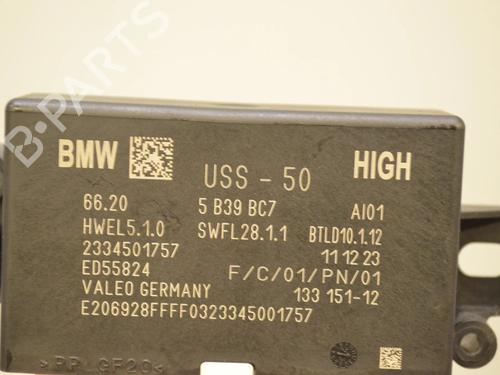 B-PARTS
BMW USS - 50 HIGH
66.20 5 B39 BC7 AI01
HWEL5.1.0 SWFL28.1.1 BTLD10.1.12
2334501757 11 12 23
ED55824 F/C/01/PN/01
VALEO GERMANY 133 151-12
E206928FFFF0323345001757
>PP GF20<